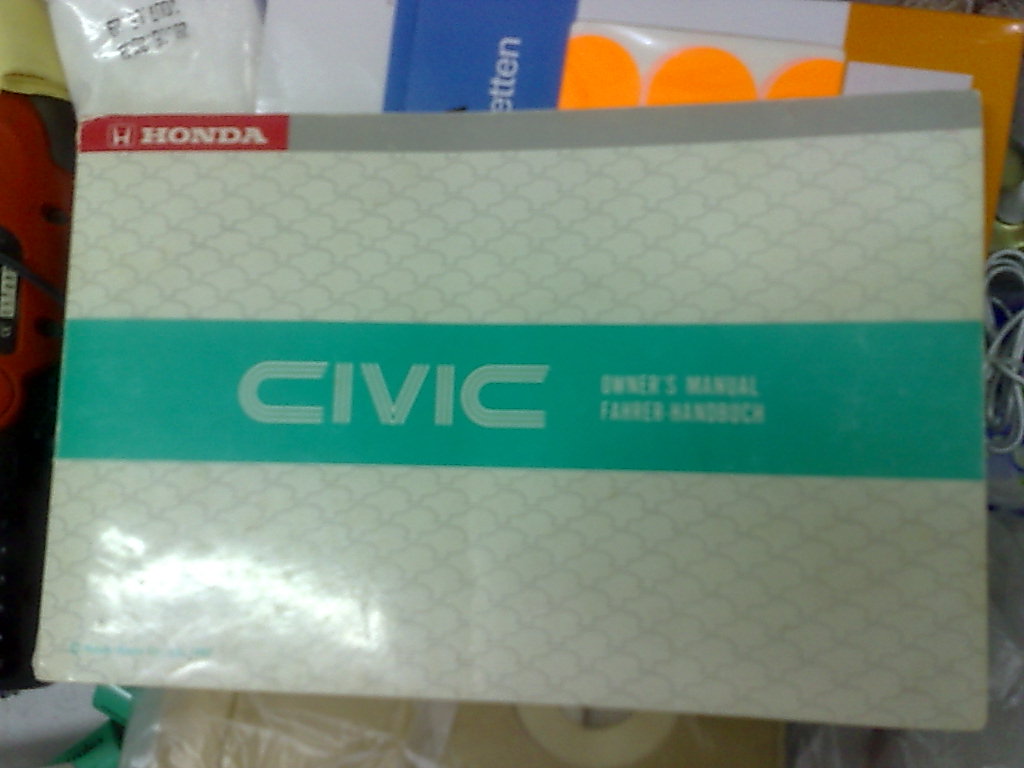 etten
HONDA
CIVIC
OWNER'S MANUAL
FAHRER-HANDBUCH